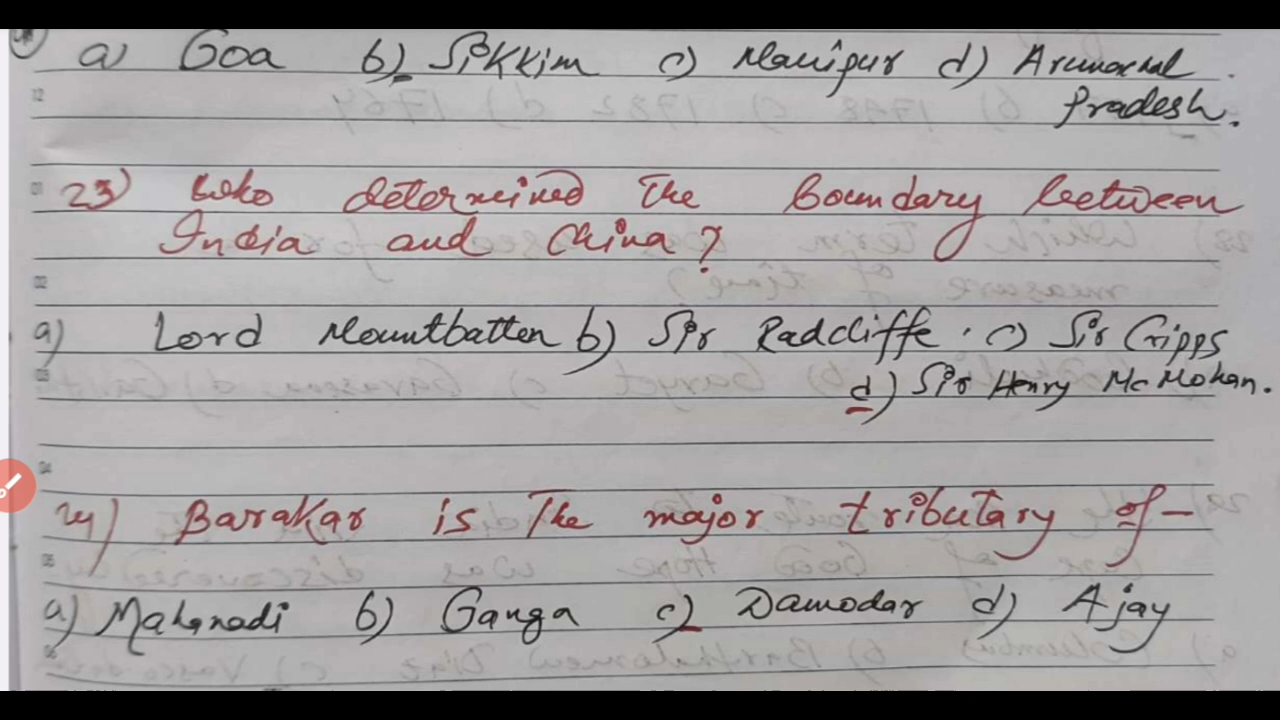 a) Goa b) Sikkim c) Manipur d) Arunachal
Pradesh.
23) Who determined the boundary between
India and China?
a) Lord Mountbatten b) Sir Radcliffe. c) Sir Cripps
d) Sir Henry McMohan.
24) Barakar is the major tributary of-
a) Mahanadi b) Ganga c) Damodar d) Ajay